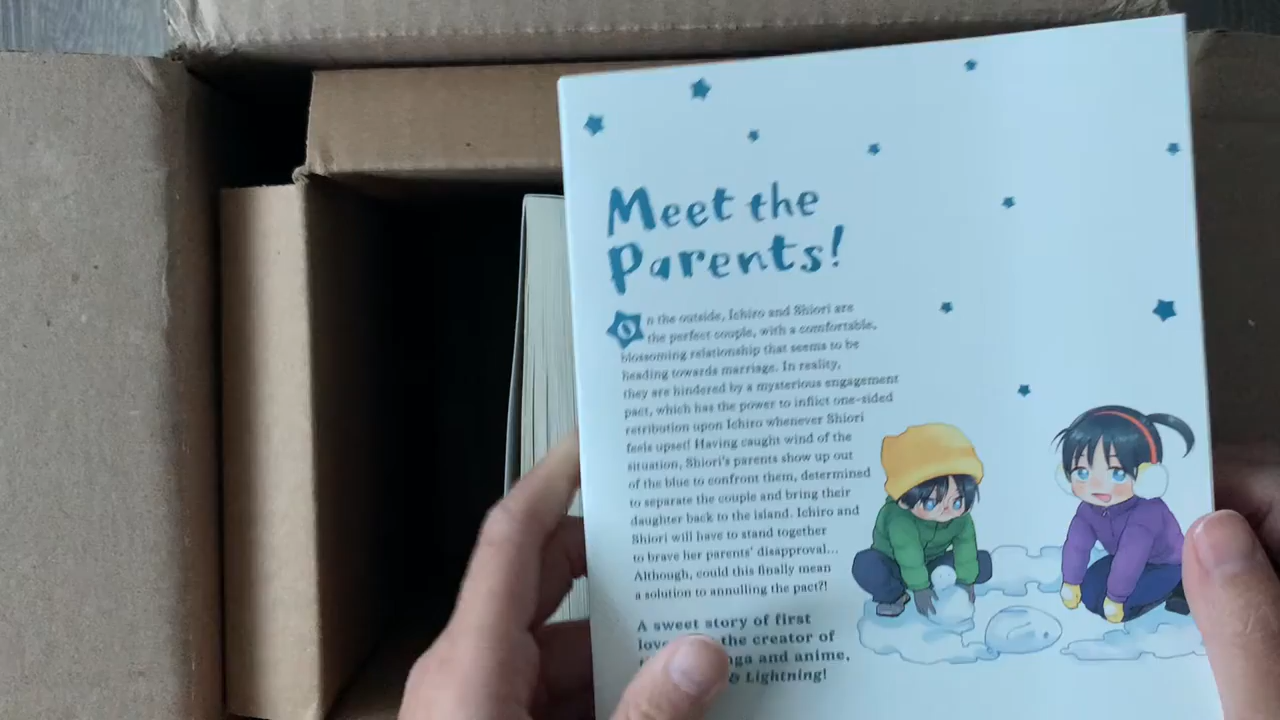 Meet the
Parents!
On the outside, Ichiro and Shiori are
the perfect couple, with a comfortable,
blossoming relationship that seems to be
heading towards marriage. In reality,
they are hindered by a mysterious engagement
pact, which has the power to inflict one-sided
retribution upon Ichiro whenever Shiori
feels upset! Having caught wind of the
situation, Shiori's parents show up out
of the blue to confront them, determined
to separate the couple and bring their
daughter back to the island. Ichiro and
Shiori will have to stand together
to brave her parents' disapproval...
Although, could this finally mean
a solution to annulling the pact?!
A sweet story of first
the creator of
and anime,
& Lightning!